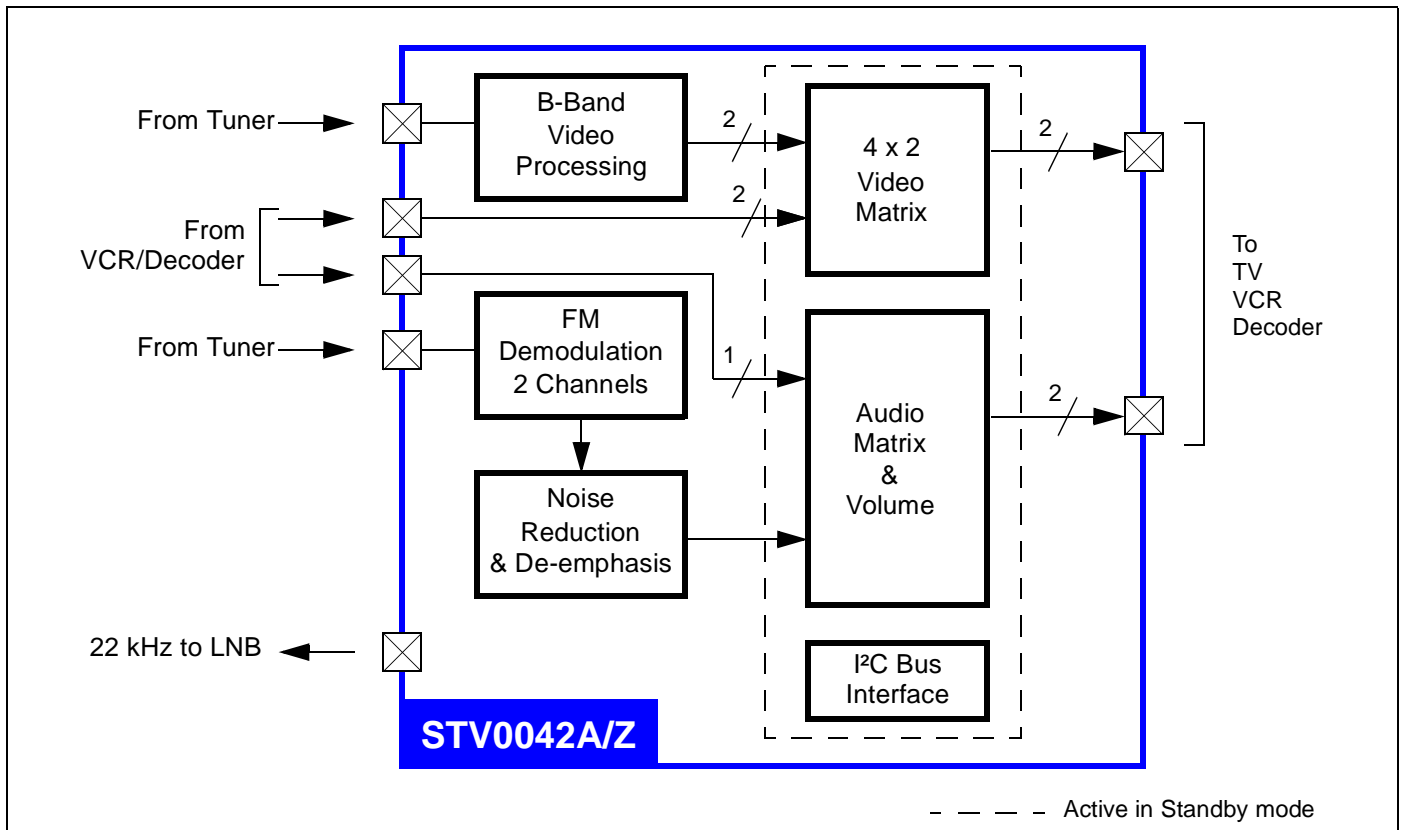 From Tuner
B-Band
Video
Processing
2
4 x 2
Video
Matrix
2
From
VCR/Decoder
2
To
TV
VCR
Decoder
From Tuner
FM
Demodulation
2 Channels
1
Audio
Matrix
&
Volume
2
Noise
Reduction
& De-emphasis
22 kHz to LNB
I²C Bus
Interface
STV0042A/Z
Active in Standby mode